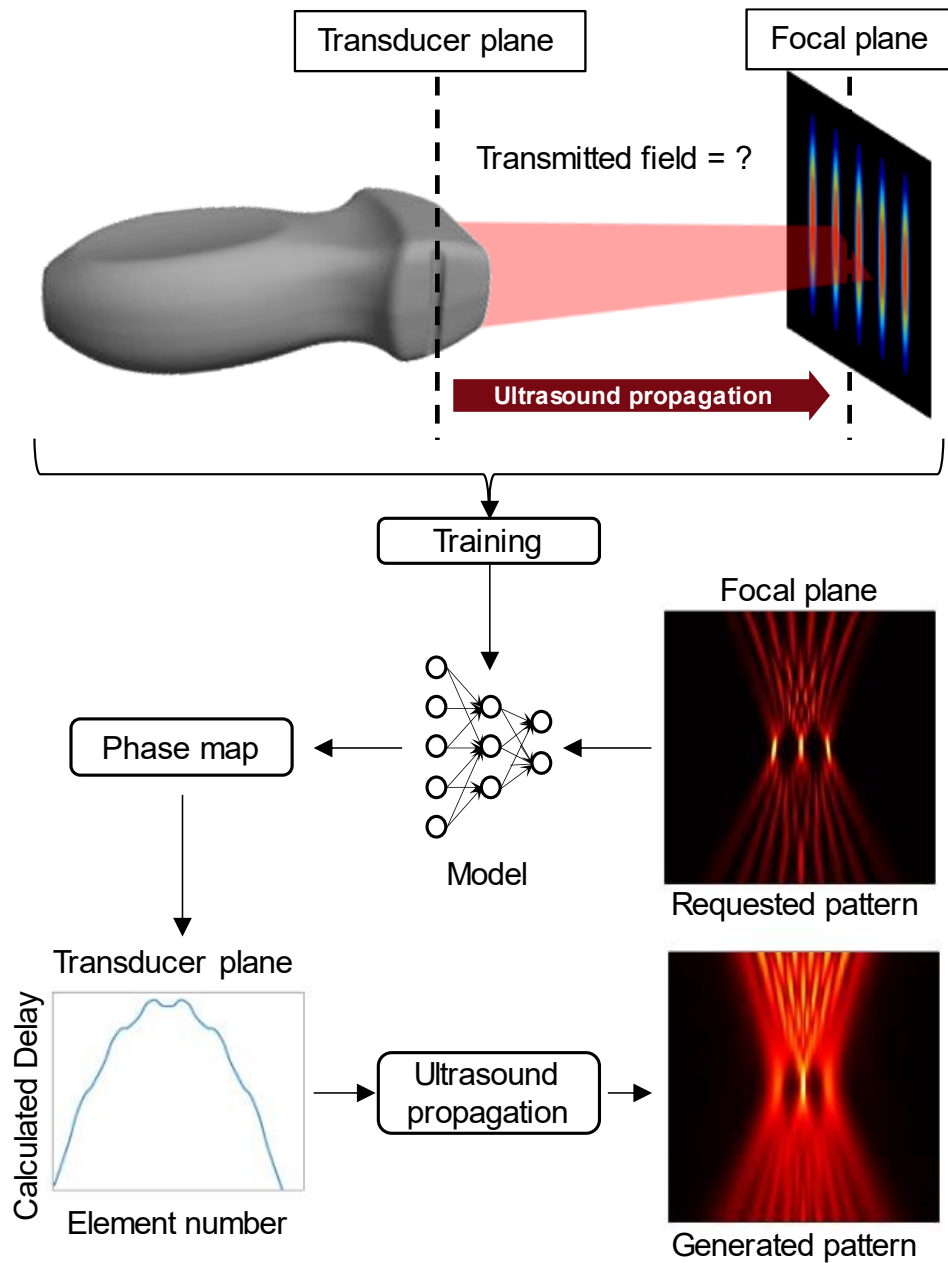 Transducer plane
Focal plane
Transmitted field = ?
Ultrasound propagation
Training
Focal plane
Phase map
Model
Requested pattern
Transducer plane
Calculated Delay
Ultrasound
propagation
Element number
Generated pattern